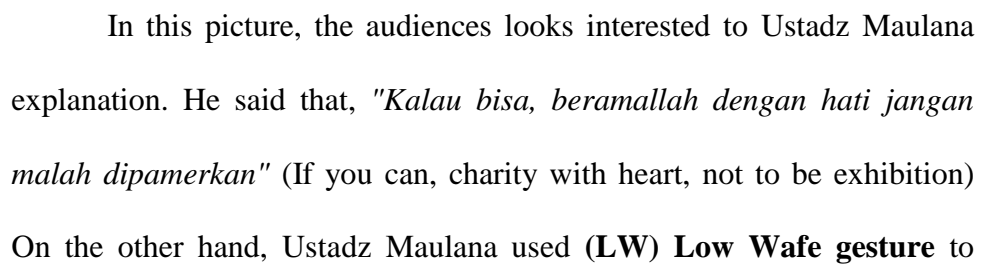 In this picture, the audiences looks interested to Ustadz Maulana
explanation. He said that, "Kalau bisa, beramallah dengan hati jangan
malah dipamerkan" (If you can, charity with heart, not to be exhibition)
On the other hand, Ustadz Maulana used (LW) Low Wafe gesture to